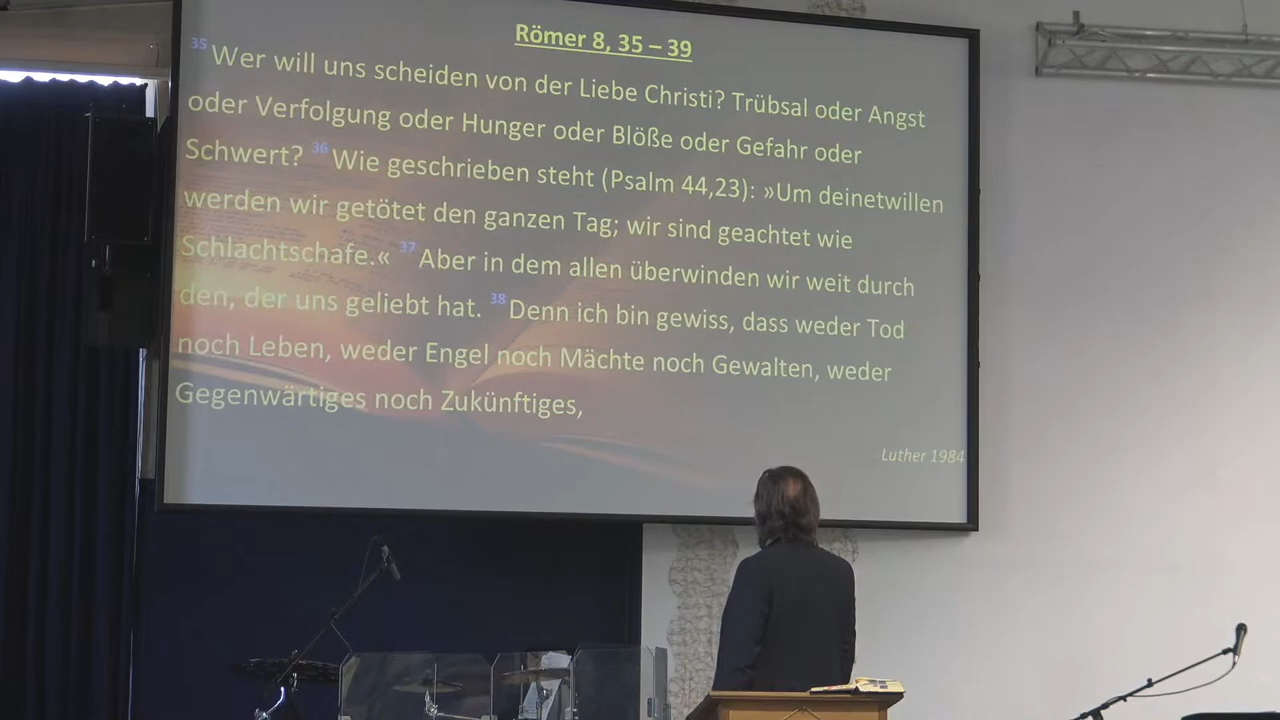 Römer 8, 35 – 39
35 Wer will uns scheiden von der Liebe Christi? Trübsal oder Angst
oder Verfolgung oder Hunger oder Blöße oder Gefahr oder
Schwert? 36 Wie geschrieben steht (Psalm 44,23): »Um deinetwillen
werden wir getötet den ganzen Tag; wir sind geachtet wie
Schlachtschafe.« 37 Aber in dem allen überwinden wir weit durch
den, der uns geliebt hat. 38 Denn ich bin gewiss, dass weder Tod
noch Leben, weder Engel noch Mächte noch Gewalten, weder
Gegenwärtiges noch Zukünftiges,
Luther 1984